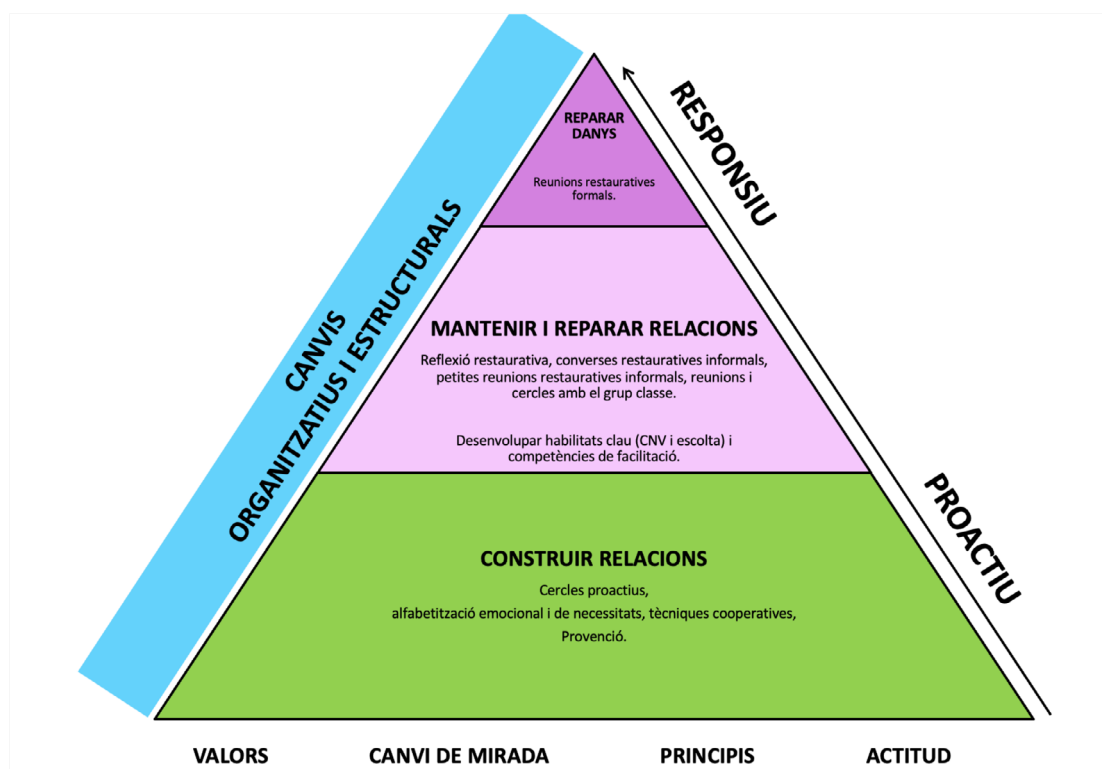 CANVIS
ORGANITZATIUS I ESTRUCTURALS
RESPONSIU
PROACTIU
REPARAR
DANYS
Reunions restauratives
formals.
MANTENIR I REPARAR RELACIONS
Reflexió restaurativa, converses restauratives informals,
petites reunions restauratives informals, reunions i
cercles amb el grup classe.
Desenvolupar habilitats clau (CNV i escolta) i
competències de facilitació.
CONSTRUIR RELACIONS
Cercles proactius,
alfabetització emocional i de necessitats, tècniques cooperatives,
Provenció.
VALORS CANVI DE MIRADA PRINCIPIS ACTITUD